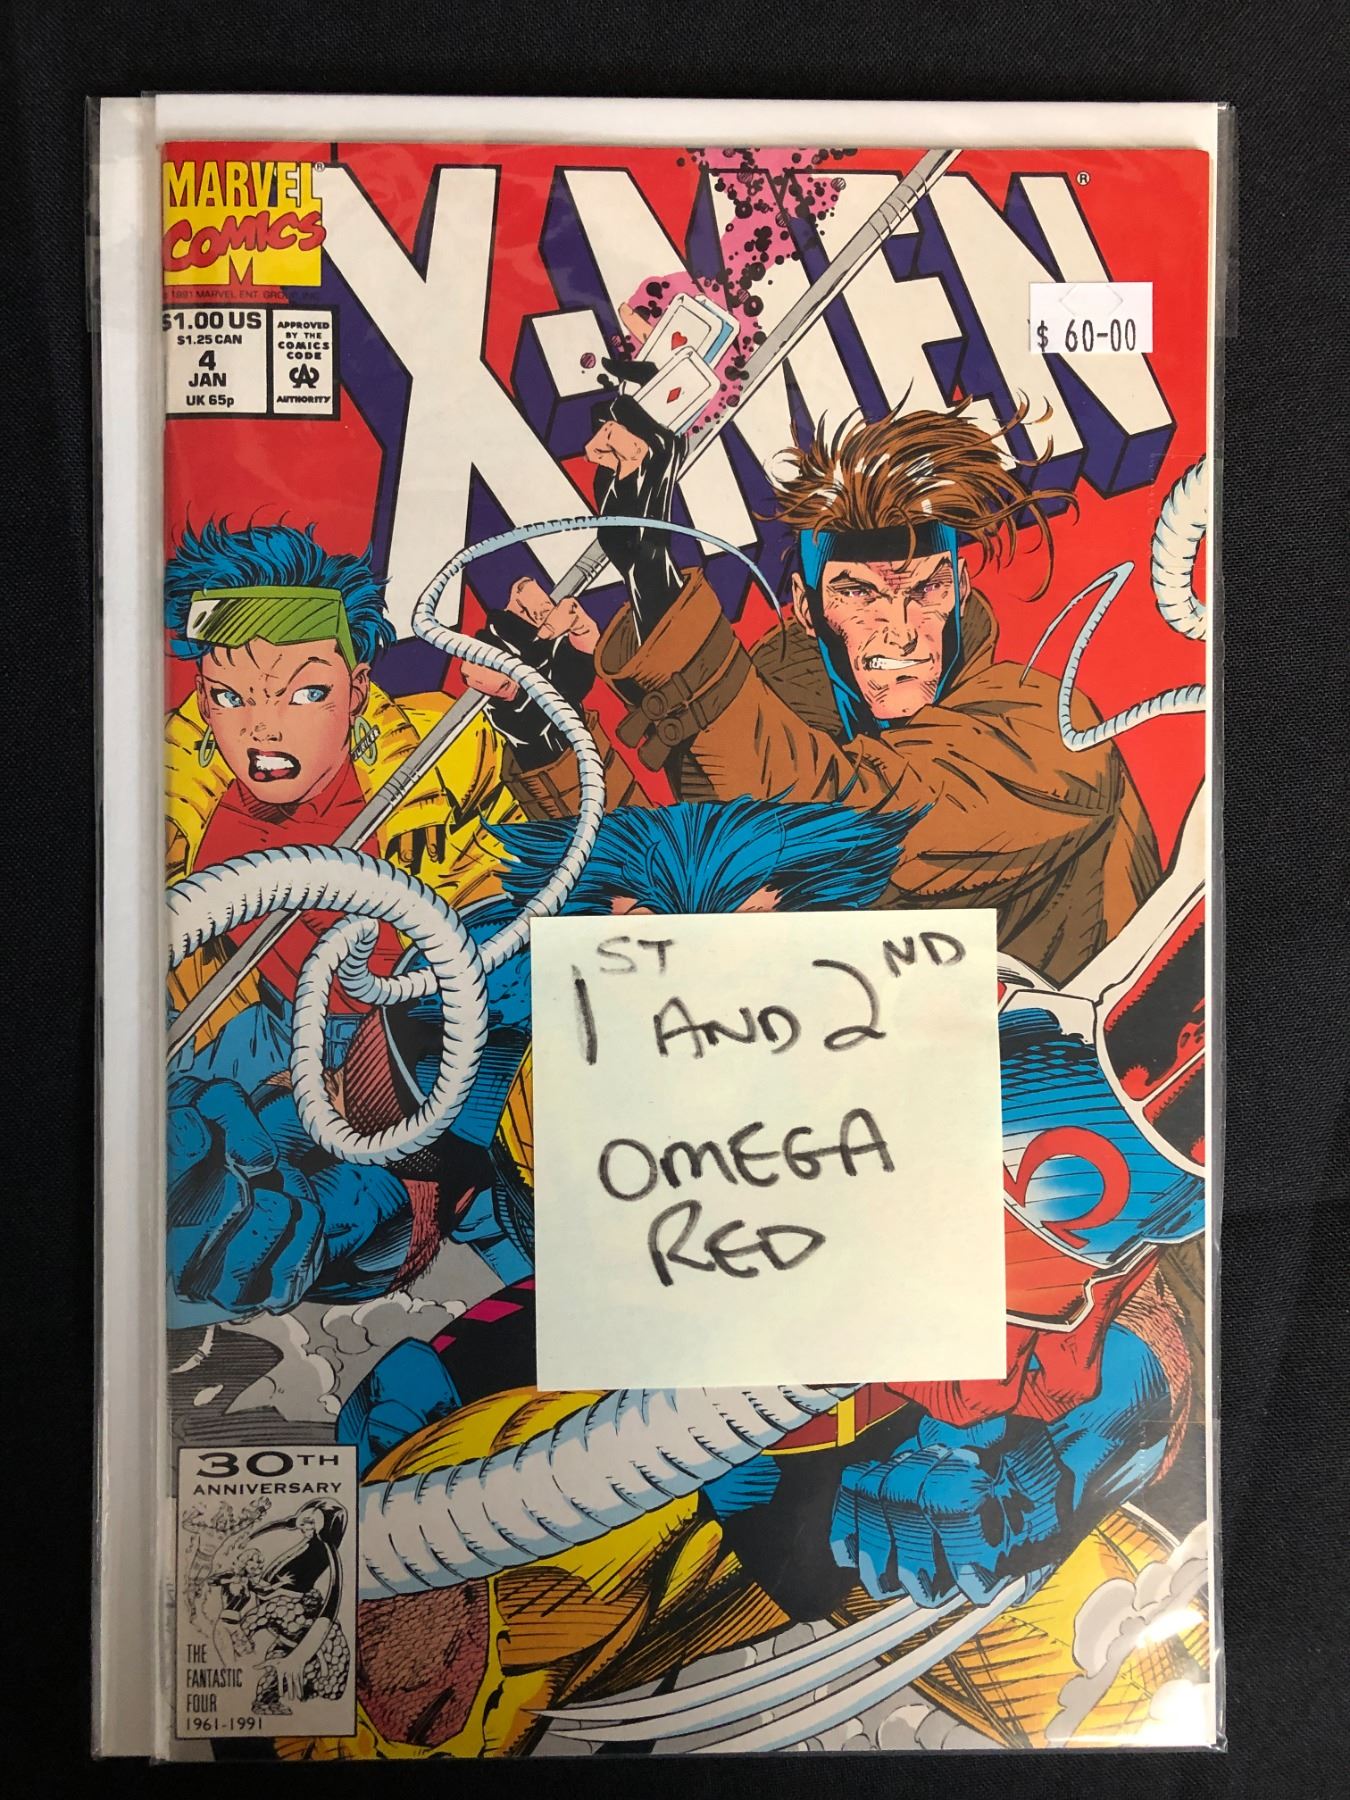 MARVEL®
COMICS
M
© 1991 MARVEL ENT. GROUP, INC.
$1.00 US
$1.25 CAN
4
JAN
UK 65p
APPROVED
BY THE
COMICS
CODE
CA
AUTHORITY
X-MEN®
$ 60-00
1ST AND 2ND
OMEGA
RED
30TH
ANNIVERSARY
THE
FANTASTIC
FOUR
1961-1991